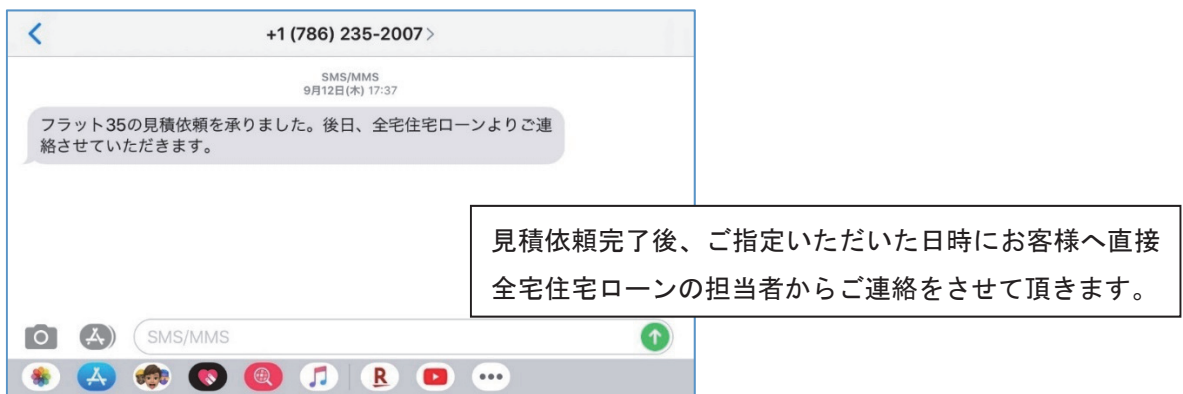 +1 (786) 235-2007
SMS/MMS
9月12日(木) 17:37
フラット35の見積依頼を承りました。後日、全宅住宅ローンよりご連
絡させていただきます。
見積依頼完了後、ご指定いただいた日時にお客様へ直接
全宅住宅ローンの担当者からご連絡をさせて頂きます。
SMS/MMS
R